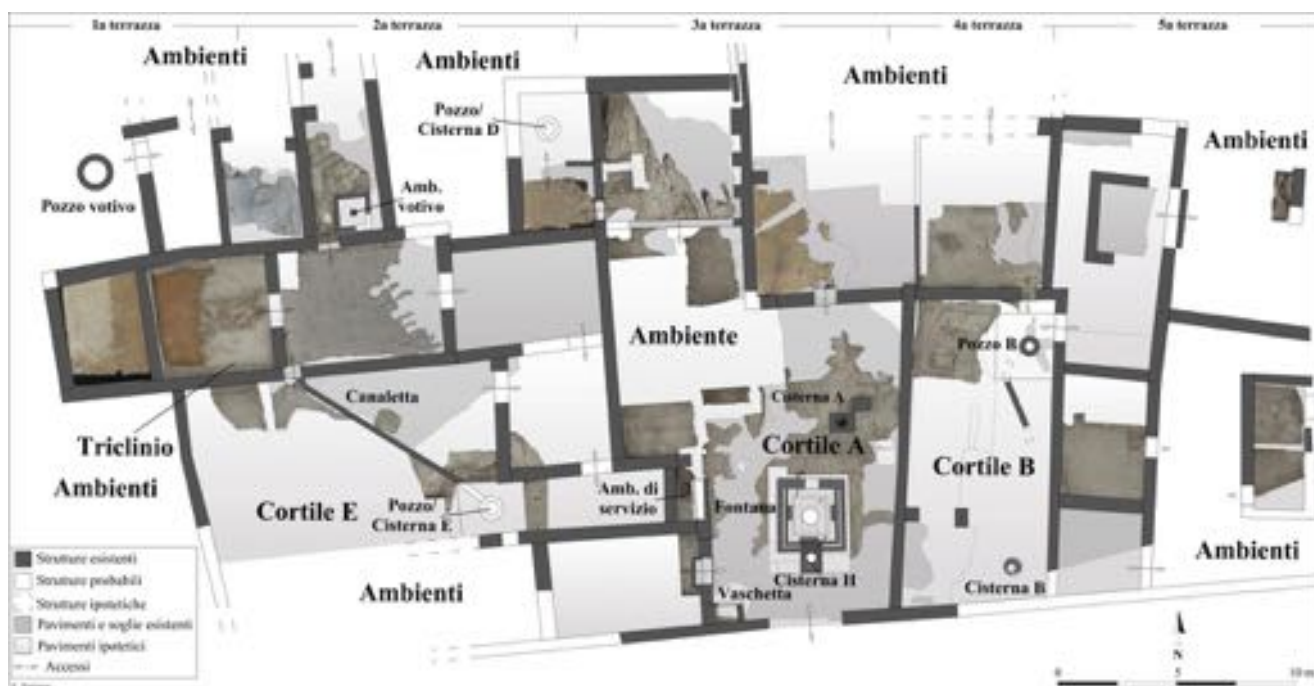 1a terrazza
2a terrazza
3a terrazza
4a terrazza
5a terrazza
Ambienti
Ambienti
Ambienti
Ambienti
Pozzo/
Cisterna D
Pozzo votivo
Amb.
votivo
Ambiente
Pozzo B
Canaletta
Cisterna A
Triclinio
Cortile A
Cortile B
Ambienti
Cortile E
Pozzo/
Cisterna E
Amb. di
servizio
Fontana
Ambienti
Ambienti
Cisterna H
Cisterna B
Vaschetta
Strutture esistenti
Strutture probabili
Strutture ipotetiche
Pavimenti e soglie esistenti
Pavimenti ipotetici
Accessi
N
0
5
10 m